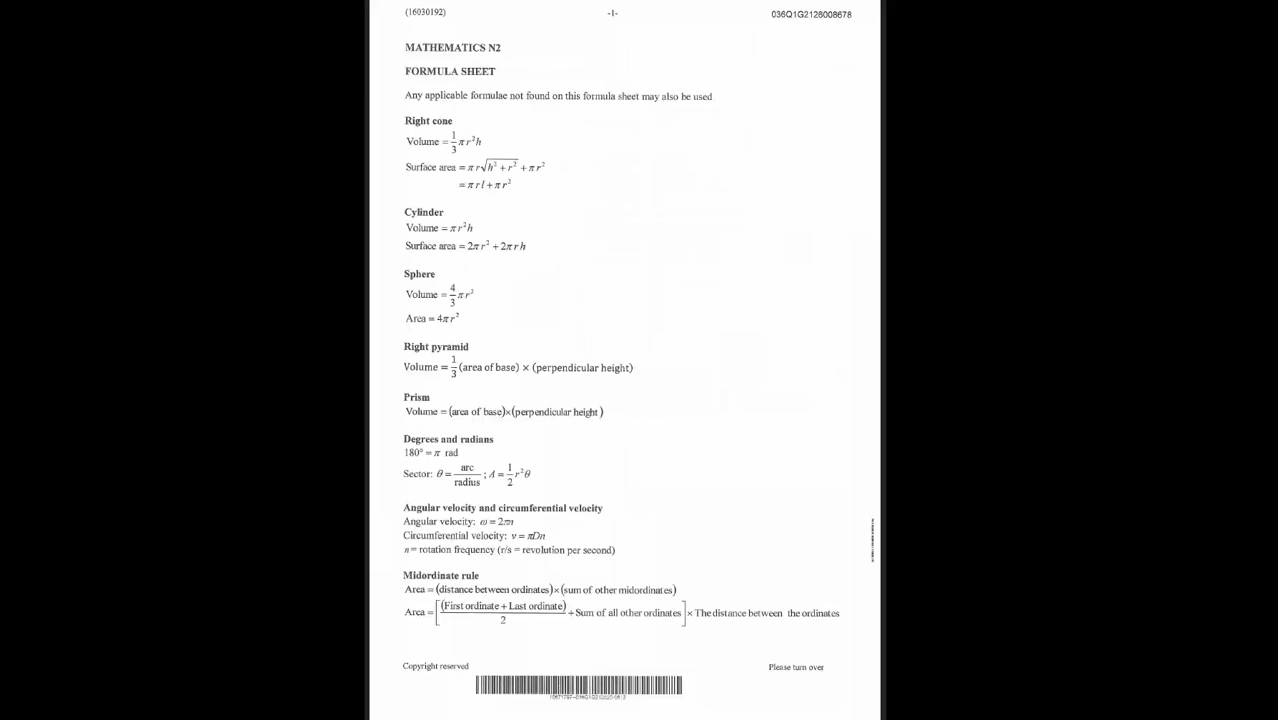 (16030192) -1- 036Q1G2126008678
MATHEMATICS N2
FORMULA SHEET
Any applicable formulae not found on this formula sheet may also be used
Right cone
Volume = 1/3 π r²h
Surface area = π r√(h² + r²) + π r²
= π r l + π r²
Cylinder
Volume = π r²h
Surface area = 2π r² + 2π r h
Sphere
Volume = 4/3 π r²
Area = 4π r²
Right pyramid
Volume = 1/3 (area of base) × (perpendicular height)
Prism
Volume = (area of base)×(perpendicular height)
Degrees and radians
180° = π rad
Sector: θ = arc/radius ; A = 1/2 r²θ
Angular velocity and circumferential velocity
Angular velocity: ω = 2πn
Circumferential velocity: v = πDn
n = rotation frequency (r/s = revolution per second)
Midordinate rule
Area = (distance between ordinates)×(sum of other midordinates)
Area = [(First ordinate + Last ordinate)/2 + Sum of all other ordinates] × The distance between the ordinates
Copyright reserved Please turn over